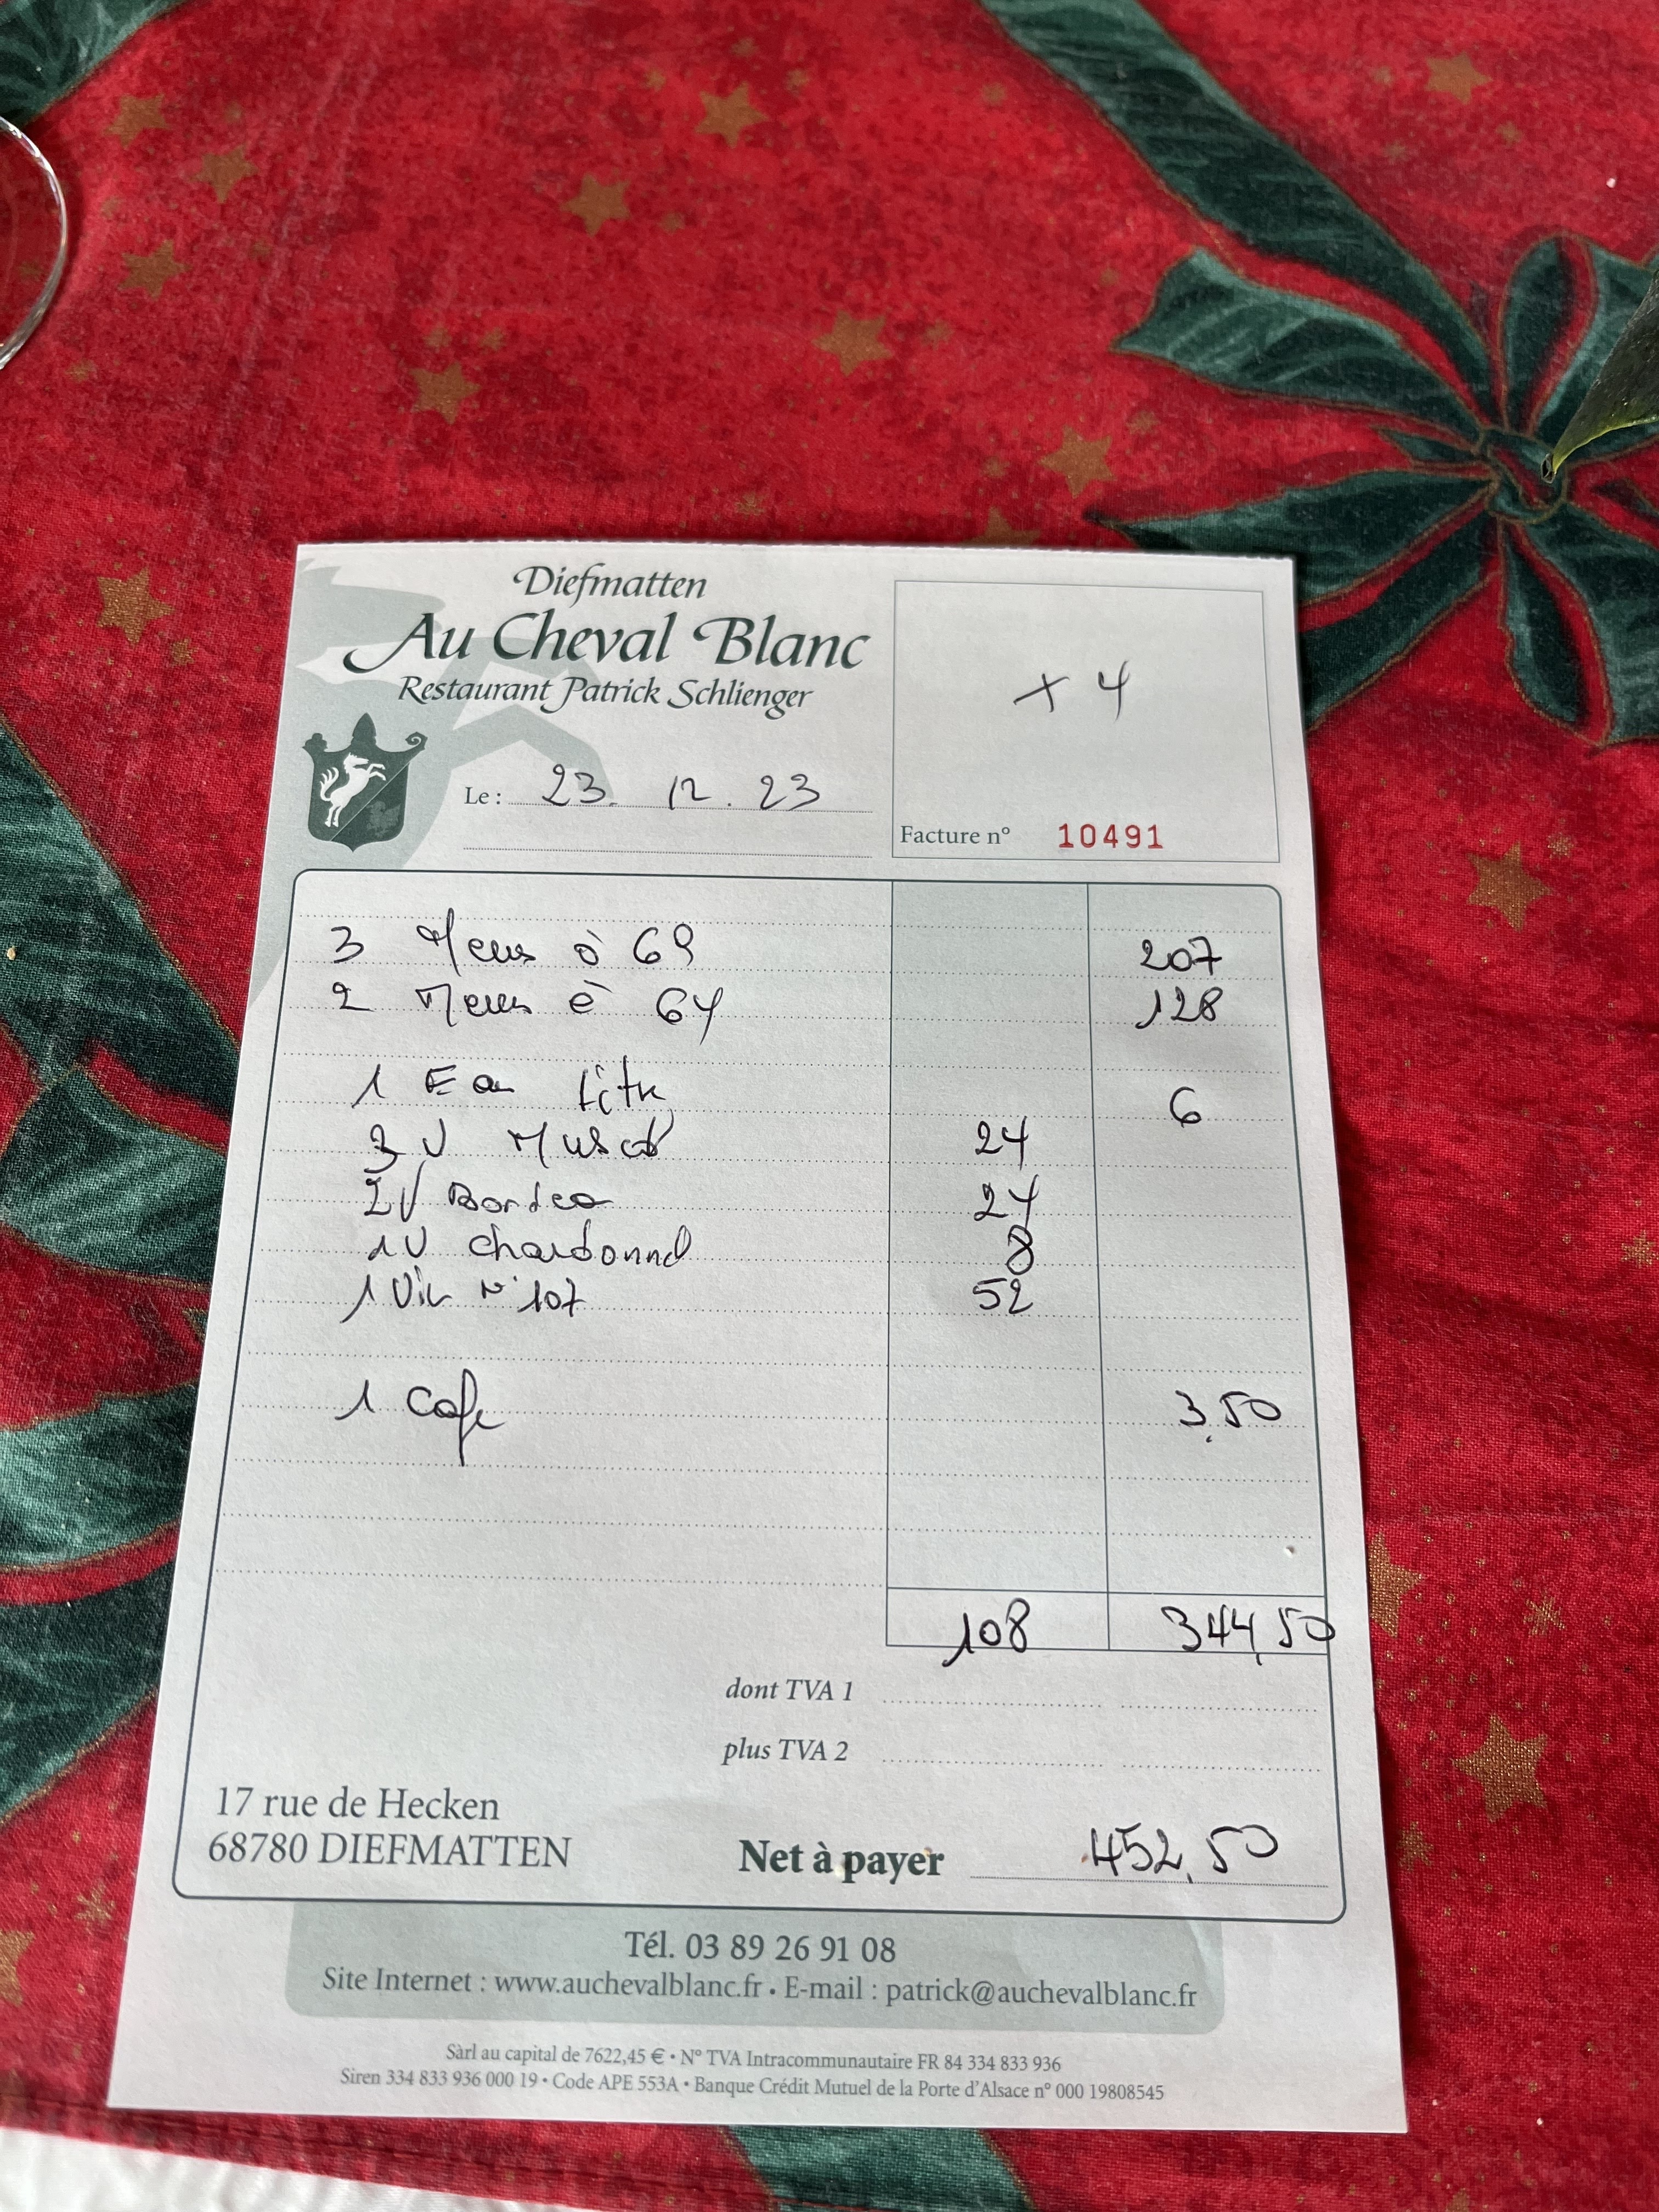 Diefmatten
Au Cheval Blanc
Restaurant Patrick Schlienger
+ 4
Le : 23. 12. 23
Facture n° 10491
3 Menus à 69 207
2 Menus à 64 128
1 Eau Litre 6
3 V Muscat 24
2 V Bordea 24
1 V Chardonnel 8
1 Vin N° 107 52
1 Cafe 3,50
108 344,50
dont TVA 1
plus TVA 2
17 rue de Hecken
68780 DIEFMATTEN
Net à payer 452,50
Tél. 03 89 26 91 08
Site Internet : www.auchevalblanc.fr • E-mail : patrick@auchevalblanc.fr
Sàrl au capital de 7622,45 € • N° TVA Intracommunautaire FR 84 334 833 936
Siren 334 833 936 000 19 • Code APE 553A • Banque Crédit Mutuel de la Porte d'Alsace n° 000 19808545